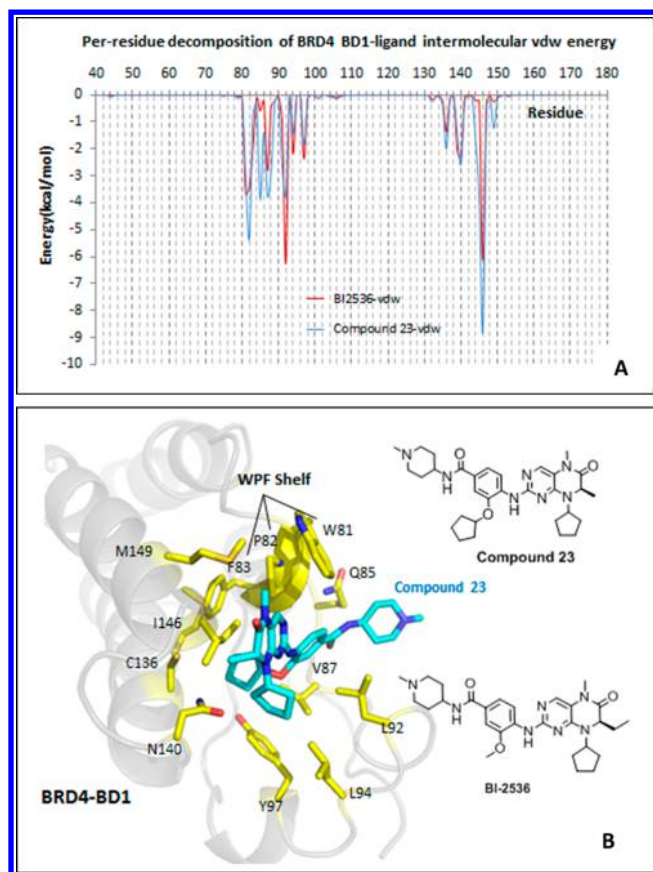 Per-residue decomposition of BRD4 BD1-ligand intermolecular vdw energy
40 50 60 70 80 90 100 110 120 130 140 150 160 170 180
0
Residue
-1
-2
-3
-4
-5
-6
-7
-8
-9
-10
Energy(kcal/mol)
BI2536-vdw
Compound 23-vdw
A
WPF Shelf
P82
W81
M149
F83
Q85
Compound 23
I146
C136
V87
L92
N140
L94
Y97
BRD4-BD1
N
N
H
O
O
N
H
N
N
N
N
O
Compound 23
N
N
H
O
O
N
H
N
N
N
N
O
BI-2536
B